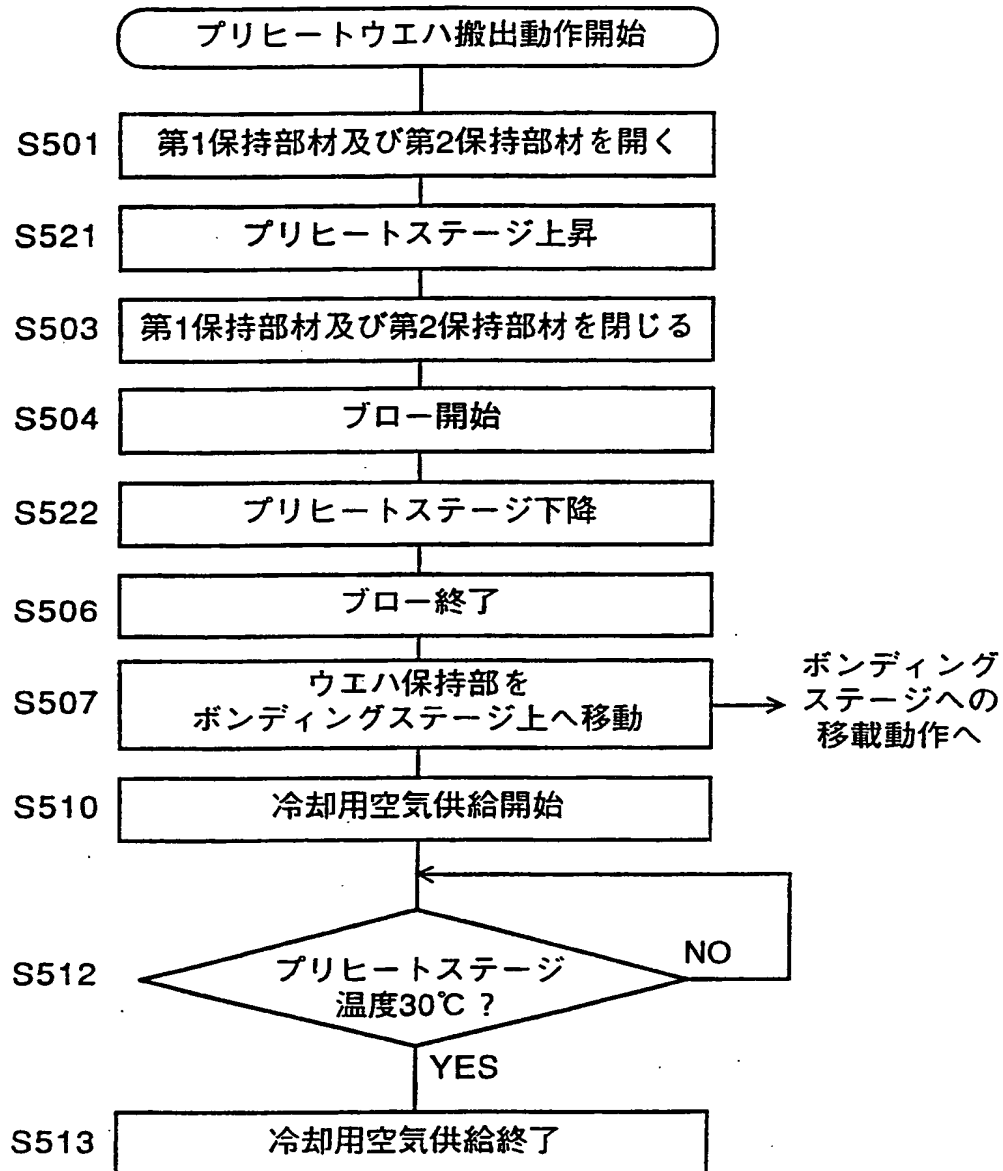 プリヒートウエハ搬出動作開始
S501 第1保持部材及び第2保持部材を開く
S521 プリヒートステージ上昇
S503 第1保持部材及び第2保持部材を閉じる
S504 ブロー開始
S522 プリヒートステージ下降
S506 ブロー終了
S507 ウエハ保持部を
ボンディングステージ上へ移動
ボンディング
ステージへの
移載動作へ
S510 冷却用空気供給開始
S512 プリヒートステージ
温度30℃?
NO
YES
S513 冷却用空気供給終了